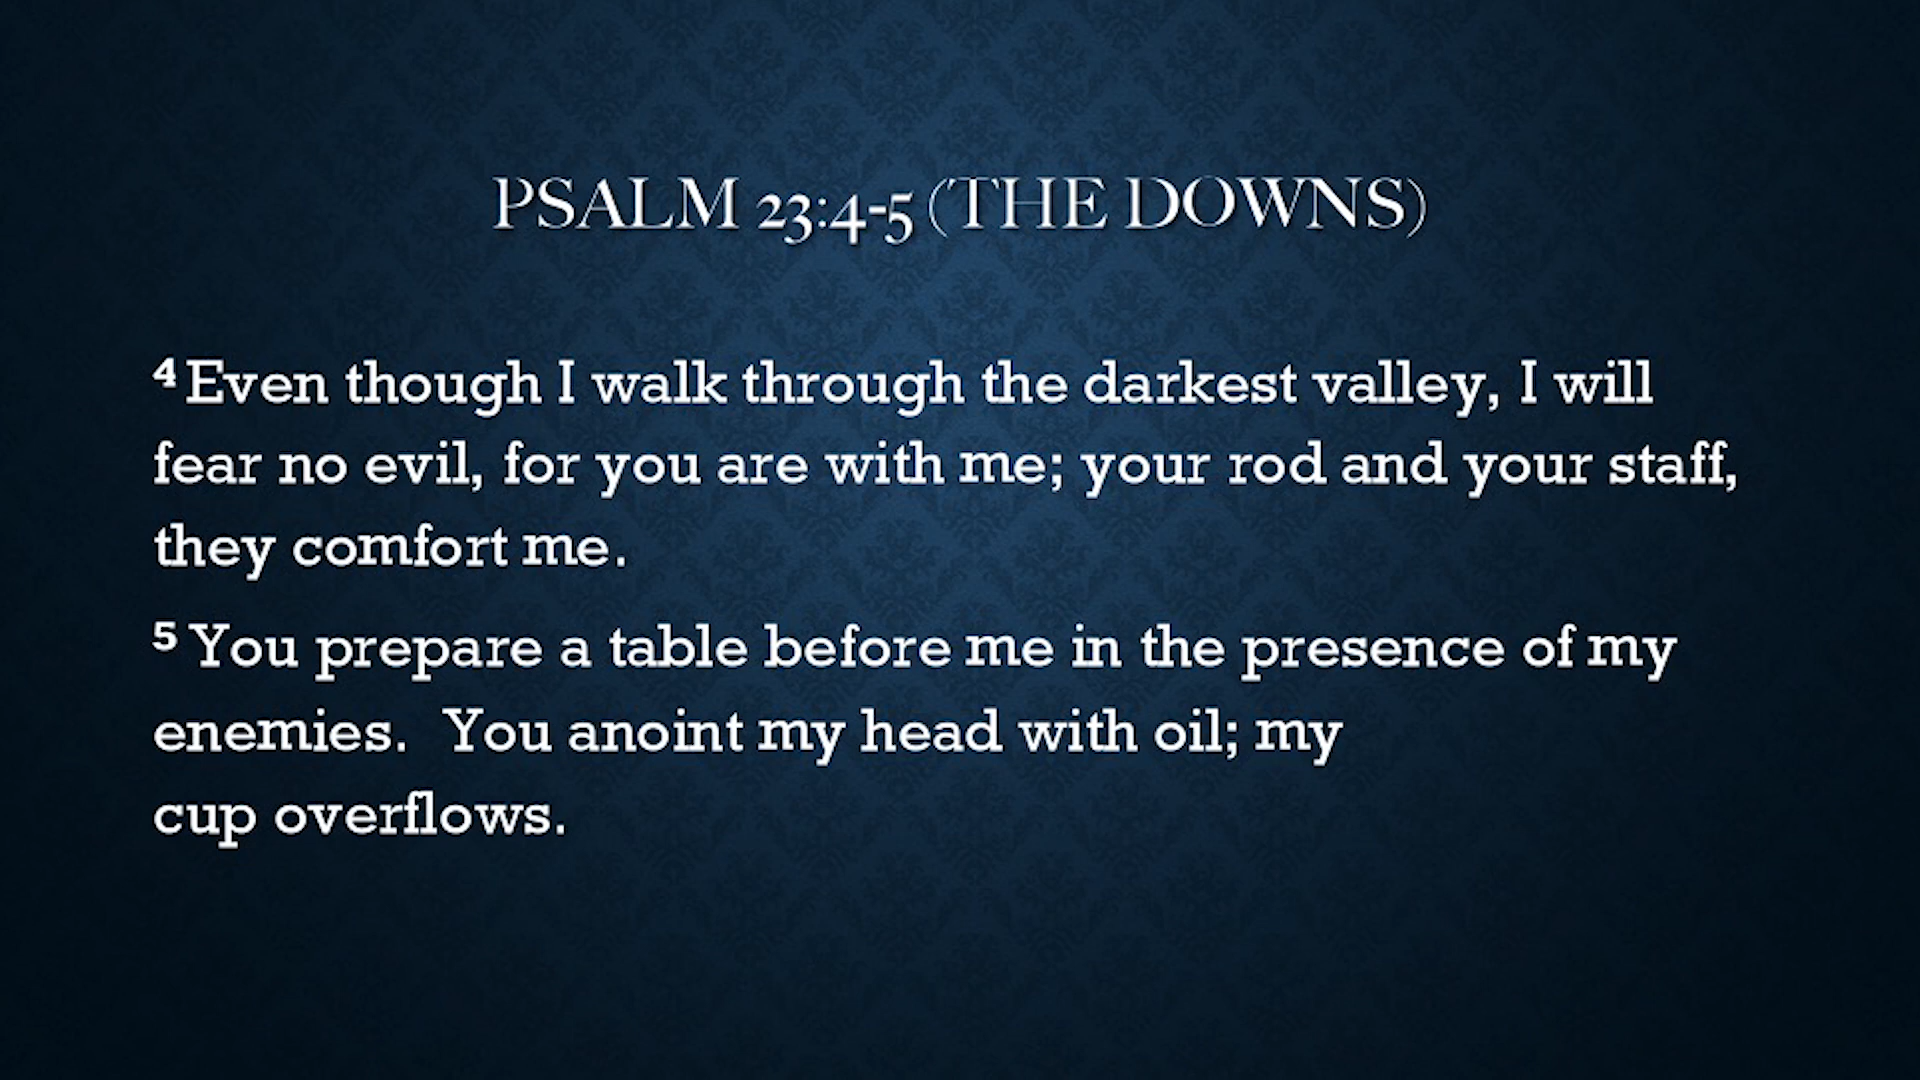 PSALM 23:4-5 (THE DOWNS)
4 Even though I walk through the darkest valley, I will
fear no evil, for you are with me; your rod and your staff,
they comfort me.
5 You prepare a table before me in the presence of my
enemies.  You anoint my head with oil; my
cup overflows.